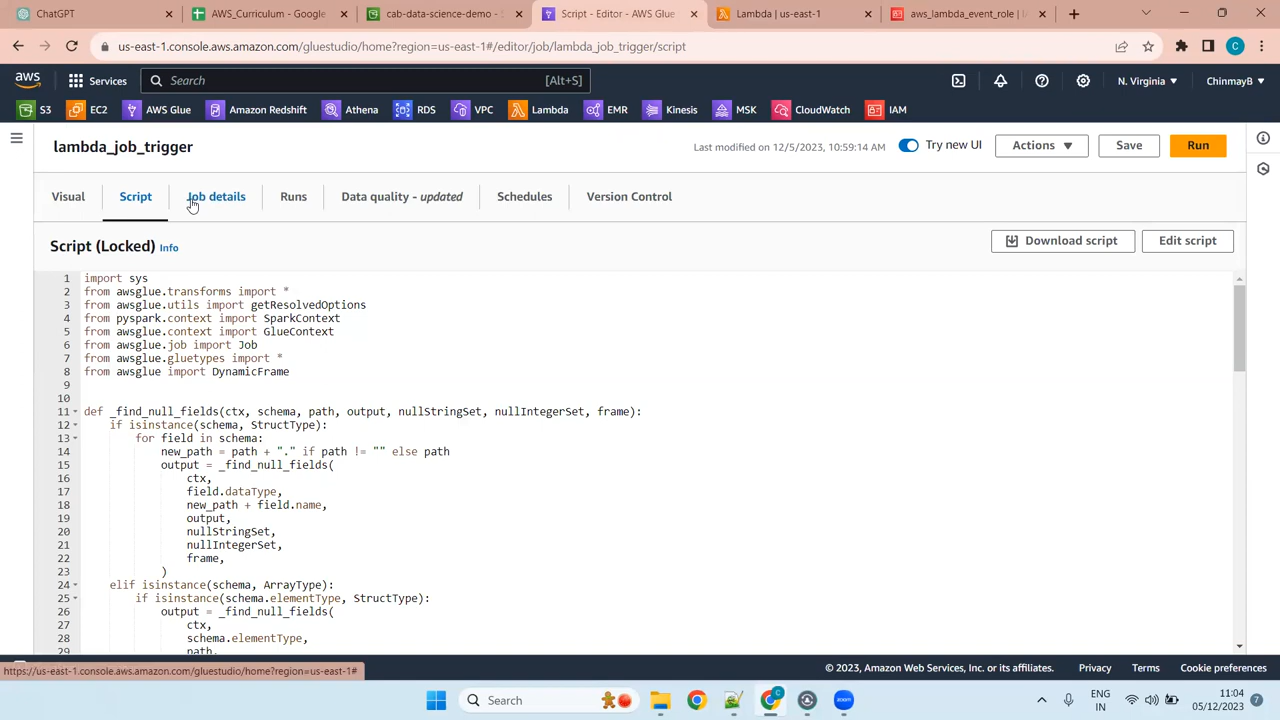 ChatGPT
AWS_Curriculum - Google
cab-data-science-demo -
Script - Editor - AWS Glue
Lambda | us-east-1
aws_lambda_event_role |
us-east-1.console.aws.amazon.com/gluestudio/home?region=us-east-1#/editor/job/lambda_job_trigger/script
C
aws
Services
Search
[Alt+S]
N. Virginia
ChinmayB
S3
EC2
AWS Glue
Amazon Redshift
Athena
RDS
VPC
Lambda
EMR
Kinesis
MSK
CloudWatch
IAM
lambda_job_trigger
Last modified on 12/5/2023, 10:59:14 AM
Try new UI
Actions
Save
Run
Visual
Script
Job details
Runs
Data quality - updated
Schedules
Version Control
Script (Locked) Info
Download script
Edit script
1 import sys
2 from awsglue.transforms import *
3 from awsglue.utils import getResolvedOptions
4 from pyspark.context import SparkContext
5 from awsglue.context import GlueContext
6 from awsglue.job import Job
7 from awsglue.gluetypes import *
8 from awsglue import DynamicFrame
9
10
11 def _find_null_fields(ctx, schema, path, output, nullStringSet, nullIntegerSet, frame):
12 if isinstance(schema, StructType):
13 for field in schema:
14 new_path = path + "." if path != "" else path
15 output = _find_null_fields(
16 ctx,
17 field.dataType,
18 new_path + field.name,
19 output,
20 nullStringSet,
21 nullIntegerSet,
22 frame,
23 )
24 elif isinstance(schema, ArrayType):
25 if isinstance(schema.elementType, StructType):
26 output = _find_null_fields(
27 ctx,
28 schema.elementType,
29 path,
https://us-east-1.console.aws.amazon.com/gluestudio/home?region=us-east-1#
© 2023, Amazon Web Services, Inc. or its affiliates.
Privacy
Terms
Cookie preferences
Search
ENG
IN
11:04
05/12/2023
7